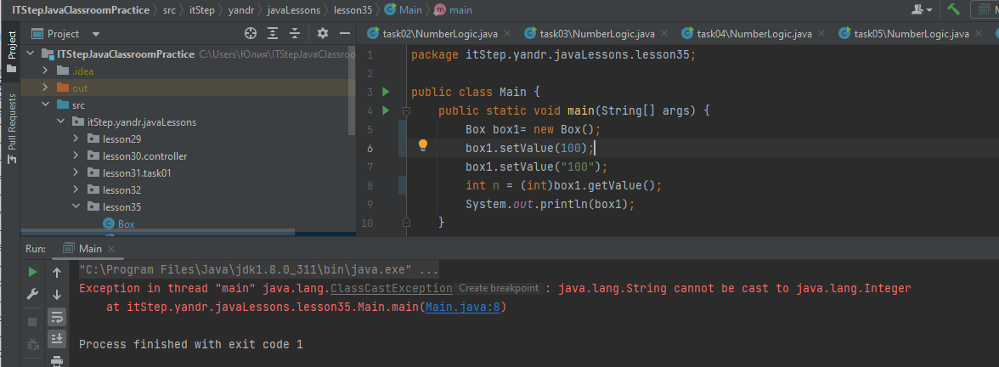 ITStepJavaClassroomPractice 〉 src 〉 itStep 〉 yandr 〉 javaLessons 〉 lesson35 〉 Main 〉 main
Project
Pull Requests
Project
ITStepJavaClassroomPractice C:\Users\Юлия\ITStepJavaClassroo
.idea
out
src
itStep.yandr.javaLessons
lesson29
lesson30.controller
lesson31.task01
lesson32
lesson35
Box
task02\NumberLogic.java task03\NumberLogic.java task04\NumberLogic.java task05\NumberLogic.java
1 package itStep.yandr.javaLessons.lesson35;
2
3 public class Main {
4 public static void main(String[] args) {
5 Box box1= new Box();
6 box1.setValue(100);
7 box1.setValue("100");
8 int n = (int)box1.getValue();
9 System.out.println(box1);
10 }
Run: Main
"C:\Program Files\Java\jdk1.8.0_311\bin\java.exe" ...
Exception in thread "main" java.lang.ClassCastException Create breakpoint : java.lang.String cannot be cast to java.lang.Integer
at itStep.yandr.javaLessons.lesson35.Main.main(Main.java:8)
Process finished with exit code 1